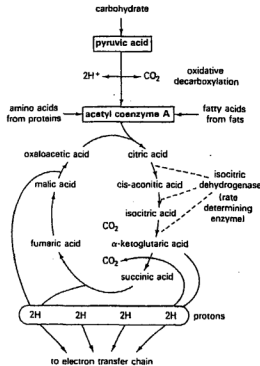 carbohydrate
pyruvic acid
2H⁺
CO₂
oxidative
decarboxylation
amino acids
from proteins
acetyl coenzyme A
fatty acids
from fats
oxaloacetic acid
citric acid
malic acid
cis-aconitic acid
isocitric
dehydrogenase
(rate
determining
enzyme)
isocitric acid
CO₂
fumaric acid
α-ketoglutaric acid
CO₂
succinic acid
2H 2H 2H 2H
protons
to electron transfer chain